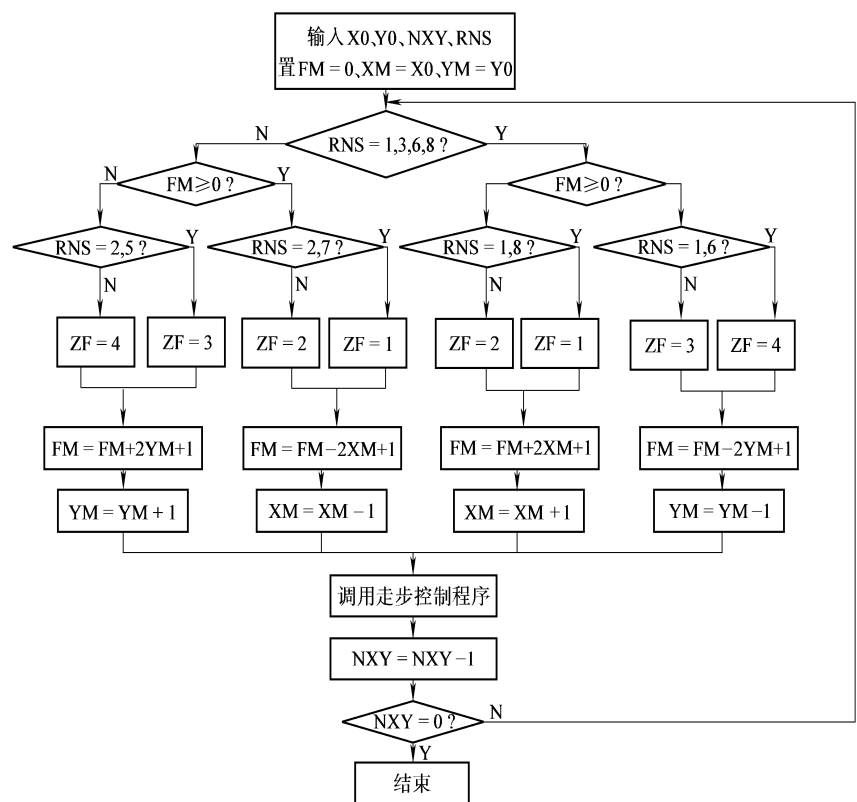 输入X0、Y0、NXY、RNS
置FM=0、XM=X0、YM=Y0
RNS=1,3,6,8?
N
Y
FM≥0?
N
Y
FM≥0?
RNS=2,5?
Y
N
RNS=2,7?
Y
N
RNS=1,8?
Y
N
RNS=1,6?
Y
N
ZF=4
ZF=3
ZF=2
ZF=1
ZF=2
ZF=1
ZF=3
ZF=4
FM=FM+2YM+1
FM=FM-2XM+1
FM=FM+2XM+1
FM=FM-2YM+1
YM=YM+1
XM=XM-1
XM=XM+1
YM=YM-1
调用走步控制程序
NXY=NXY-1
NXY=0?
N
Y
结束